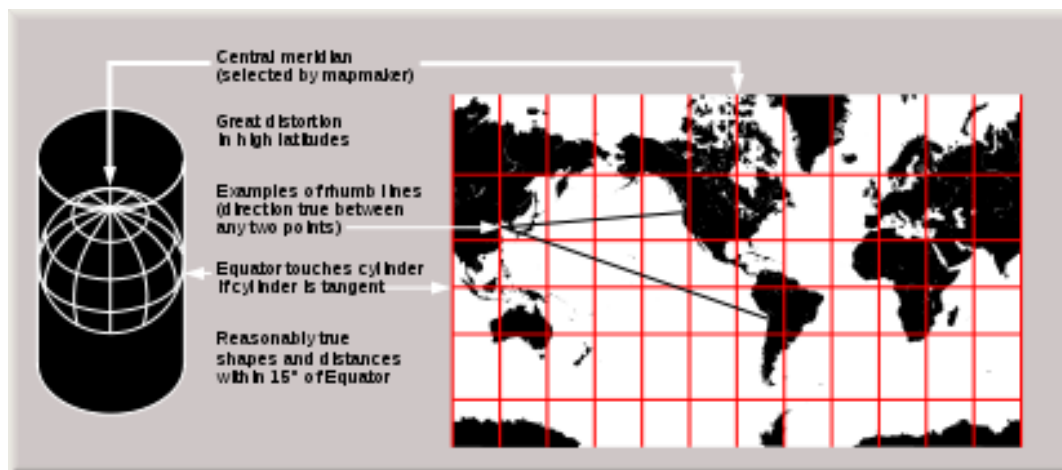 Central meridian
(selected by mapmaker)
Great distortion
in high latitudes
Examples of rhumb lines
(direction true between
any two points)
Equator touches cylinder
if cylinder is tangent
Reasonably true
shapes and distances
within 15° of Equator